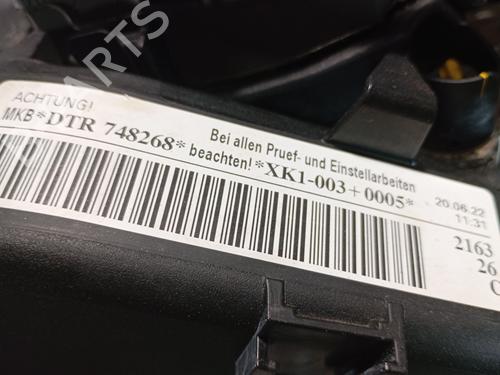 PARTS
ACHTUNG!
MKB *DTR 748268* Bei allen Pruef- und Einstellarbeiten
beachten! *XK1-003+0005*
20.06.22
11:31
2163
26